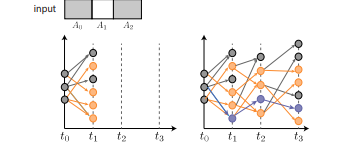 input
A₀ A₁ A₂
t₀ t₁ t₂ t₃
t₀ t₁ t₂ t₃